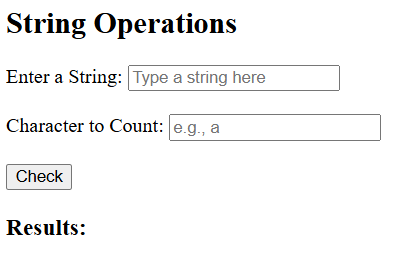 String Operations
Enter a String: Type a string here
Character to Count: e.g., a
Check
Results: